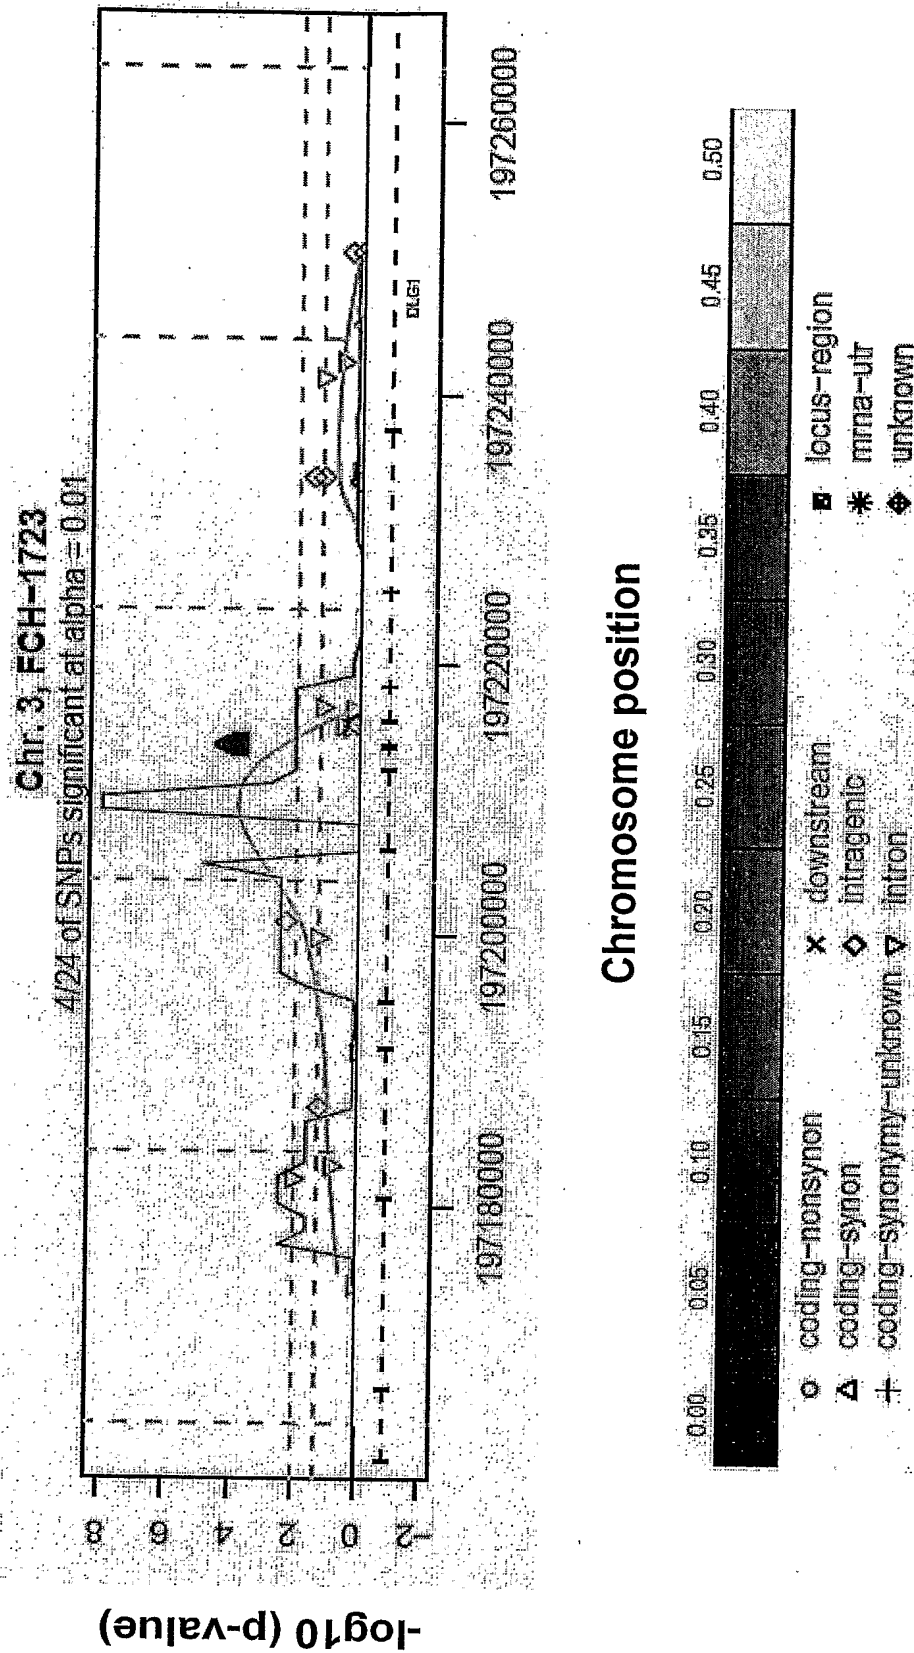 Chr. 3, FCH-1723
4/24 of SNPs significant at alpha = 0.01
-log10 (p-value)
8
6
4
2
0
-2
DLG1
197180000 197200000 197220000 197240000 197260000
Chromosome position
0.00 0.05 0.10 0.15 0.20 0.25 0.30 0.35 0.40 0.45 0.50
coding-nonsynon downstream locus-region
coding-synon intragenic mrna-utr
coding-synonymy-unknown intron unknown